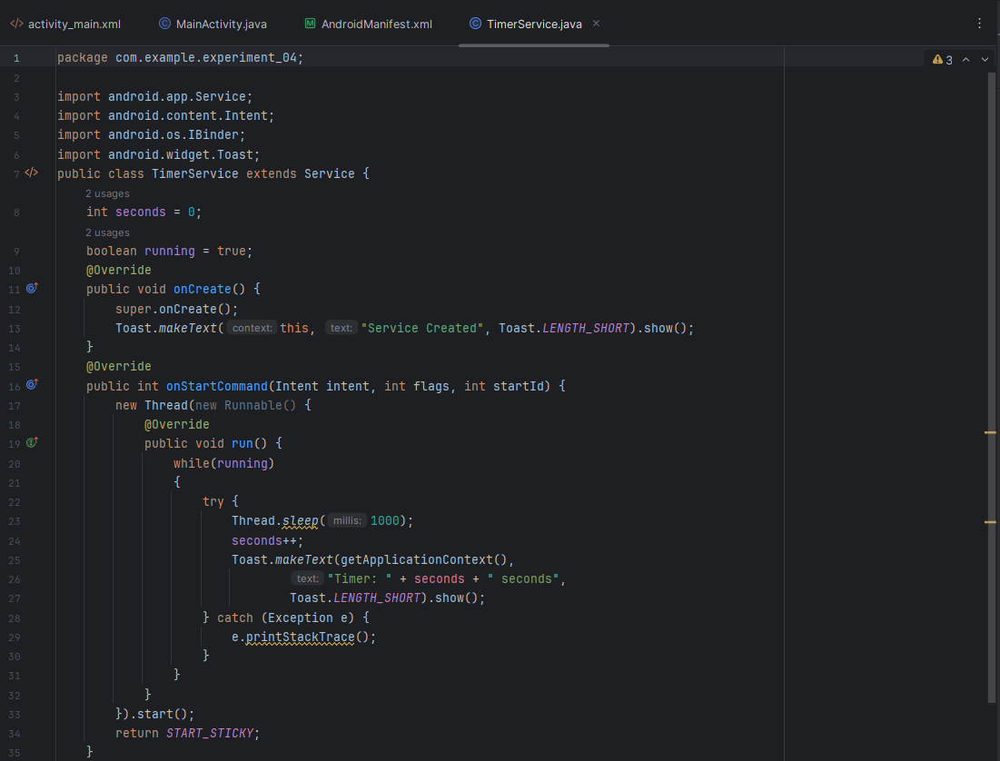 activity_main.xml MainActivity.java AndroidManifest.xml TimerService.java
3
1 package com.example.experiment_04;
2
3 import android.app.Service;
4 import android.content.Intent;
5 import android.os.IBinder;
6 import android.widget.Toast;
7 public class TimerService extends Service {
2 usages
8 int seconds = 0;
2 usages
9 boolean running = true;
10 @Override
11 public void onCreate() {
12 super.onCreate();
13 Toast.makeText( context: this, text: "Service Created", Toast.LENGTH_SHORT).show();
14 }
15 @Override
16 public int onStartCommand(Intent intent, int flags, int startId) {
17 new Thread(new Runnable() {
18 @Override
19 public void run() {
20 while(running)
21 {
22 try {
23 Thread.sleep( millis: 1000);
24 seconds++;
25 Toast.makeText(getApplicationContext(),
26 text: "Timer: " + seconds + " seconds",
27 Toast.LENGTH_SHORT).show();
28 } catch (Exception e) {
29 e.printStackTrace();
30 }
31 }
32 }
33 }).start();
34 return START_STICKY;
35 }